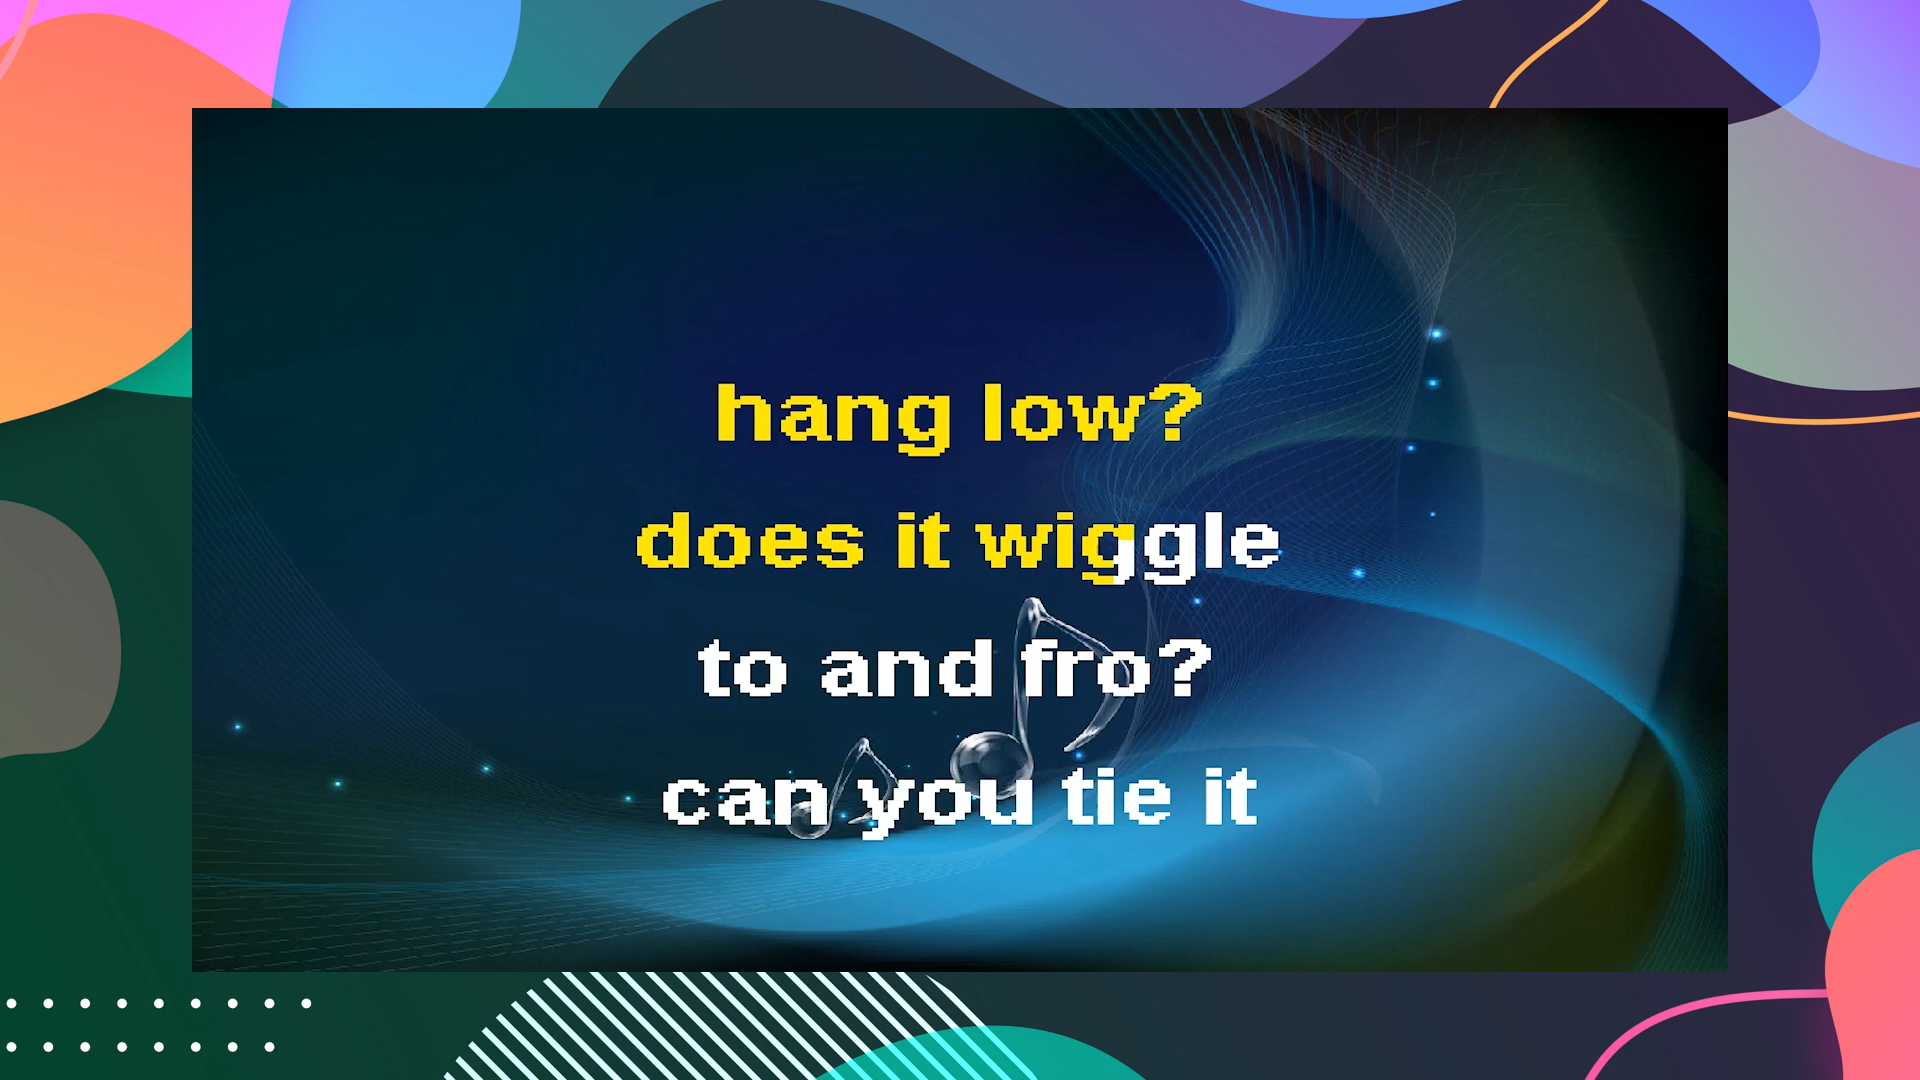 hang low?
does it wiggle
to and fro?
can you tie it